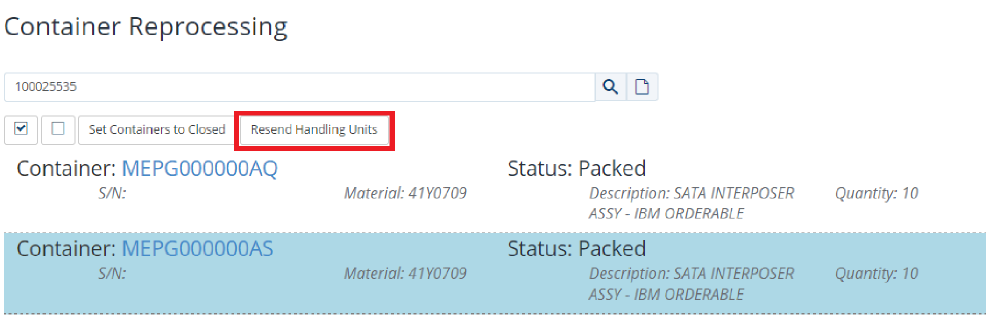 Container Reprocessing
100025535
Set Containers to Closed Resend Handling Units
Container: MEPG000000AQ Status: Packed
S/N: Material: 41Y0709 Description: SATA INTERPOSER Quantity: 10
ASSY - IBM ORDERABLE
Container: MEPG000000AS Status: Packed
S/N: Material: 41Y0709 Description: SATA INTERPOSER Quantity: 10
ASSY - IBM ORDERABLE